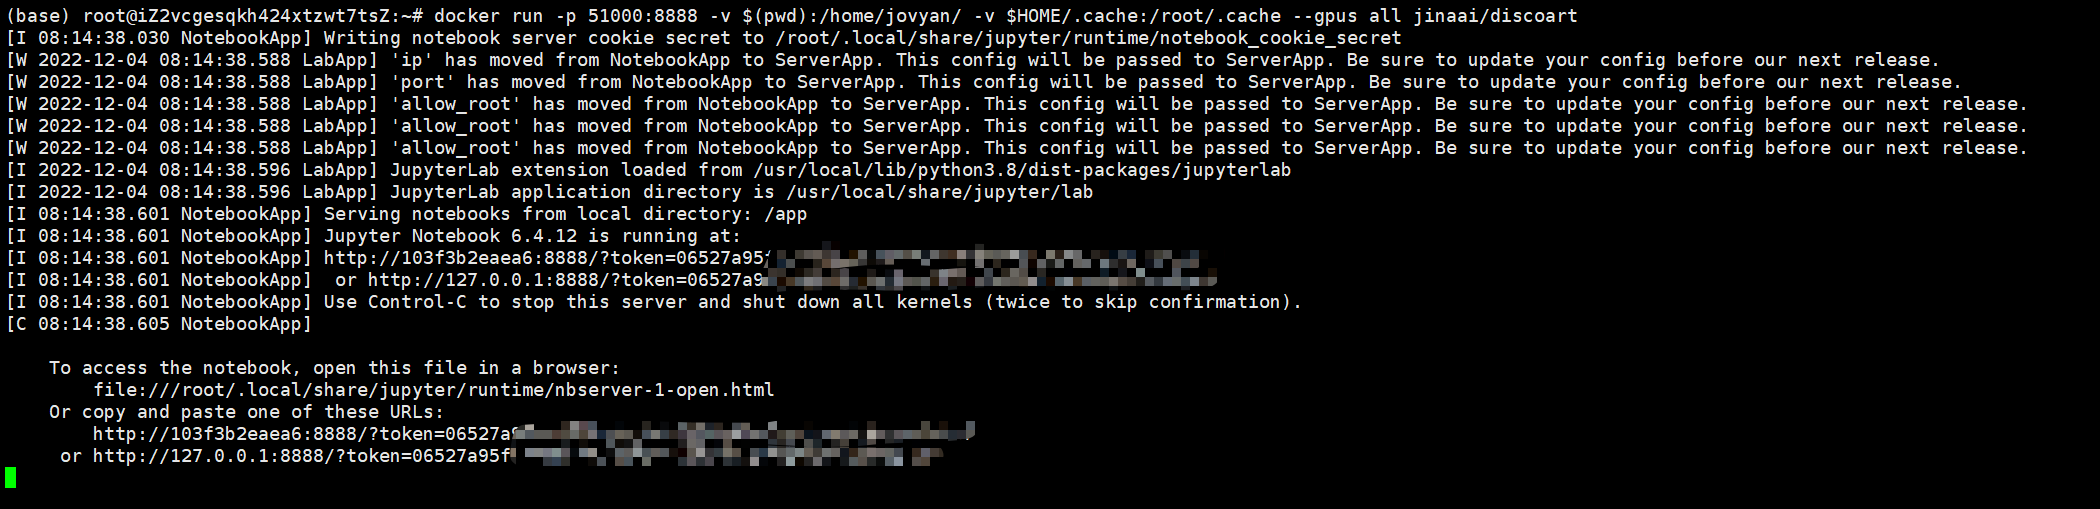 (base) root@iZ2vcgesqkh424xtzwt7tsZ:~# docker run -p 51000:8888 -v $(pwd):/home/jovyan/ -v $HOME/.cache:/root/.cache --gpus all jinaai/discoart
[I 08:14:38.030 NotebookApp] Writing notebook server cookie secret to /root/.local/share/jupyter/runtime/notebook_cookie_secret
[W 2022-12-04 08:14:38.588 LabApp] 'ip' has moved from NotebookApp to ServerApp. This config will be passed to ServerApp. Be sure to update your config before our next release.
[W 2022-12-04 08:14:38.588 LabApp] 'port' has moved from NotebookApp to ServerApp. This config will be passed to ServerApp. Be sure to update your config before our next release.
[W 2022-12-04 08:14:38.588 LabApp] 'allow_root' has moved from NotebookApp to ServerApp. This config will be passed to ServerApp. Be sure to update your config before our next release.
[W 2022-12-04 08:14:38.588 LabApp] 'allow_root' has moved from NotebookApp to ServerApp. This config will be passed to ServerApp. Be sure to update your config before our next release.
[W 2022-12-04 08:14:38.588 LabApp] 'allow_root' has moved from NotebookApp to ServerApp. This config will be passed to ServerApp. Be sure to update your config before our next release.
[I 2022-12-04 08:14:38.596 LabApp] JupyterLab extension loaded from /usr/local/lib/python3.8/dist-packages/jupyterlab
[I 2022-12-04 08:14:38.596 LabApp] JupyterLab application directory is /usr/local/share/jupyter/lab
[I 08:14:38.601 NotebookApp] Serving notebooks from local directory: /app
[I 08:14:38.601 NotebookApp] Jupyter Notebook 6.4.12 is running at:
[I 08:14:38.601 NotebookApp] http://103f3b2eaea6:8888/?token=06527a95
[I 08:14:38.601 NotebookApp]  or http://127.0.0.1:8888/?token=06527a9
[I 08:14:38.601 NotebookApp] Use Control-C to stop this server and shut down all kernels (twice to skip confirmation).
[C 08:14:38.605 NotebookApp]
To access the notebook, open this file in a browser:
file:///root/.local/share/jupyter/runtime/nbserver-1-open.html
Or copy and paste one of these URLs:
http://103f3b2eaea6:8888/?token=06527a
or http://127.0.0.1:8888/?token=06527a95f